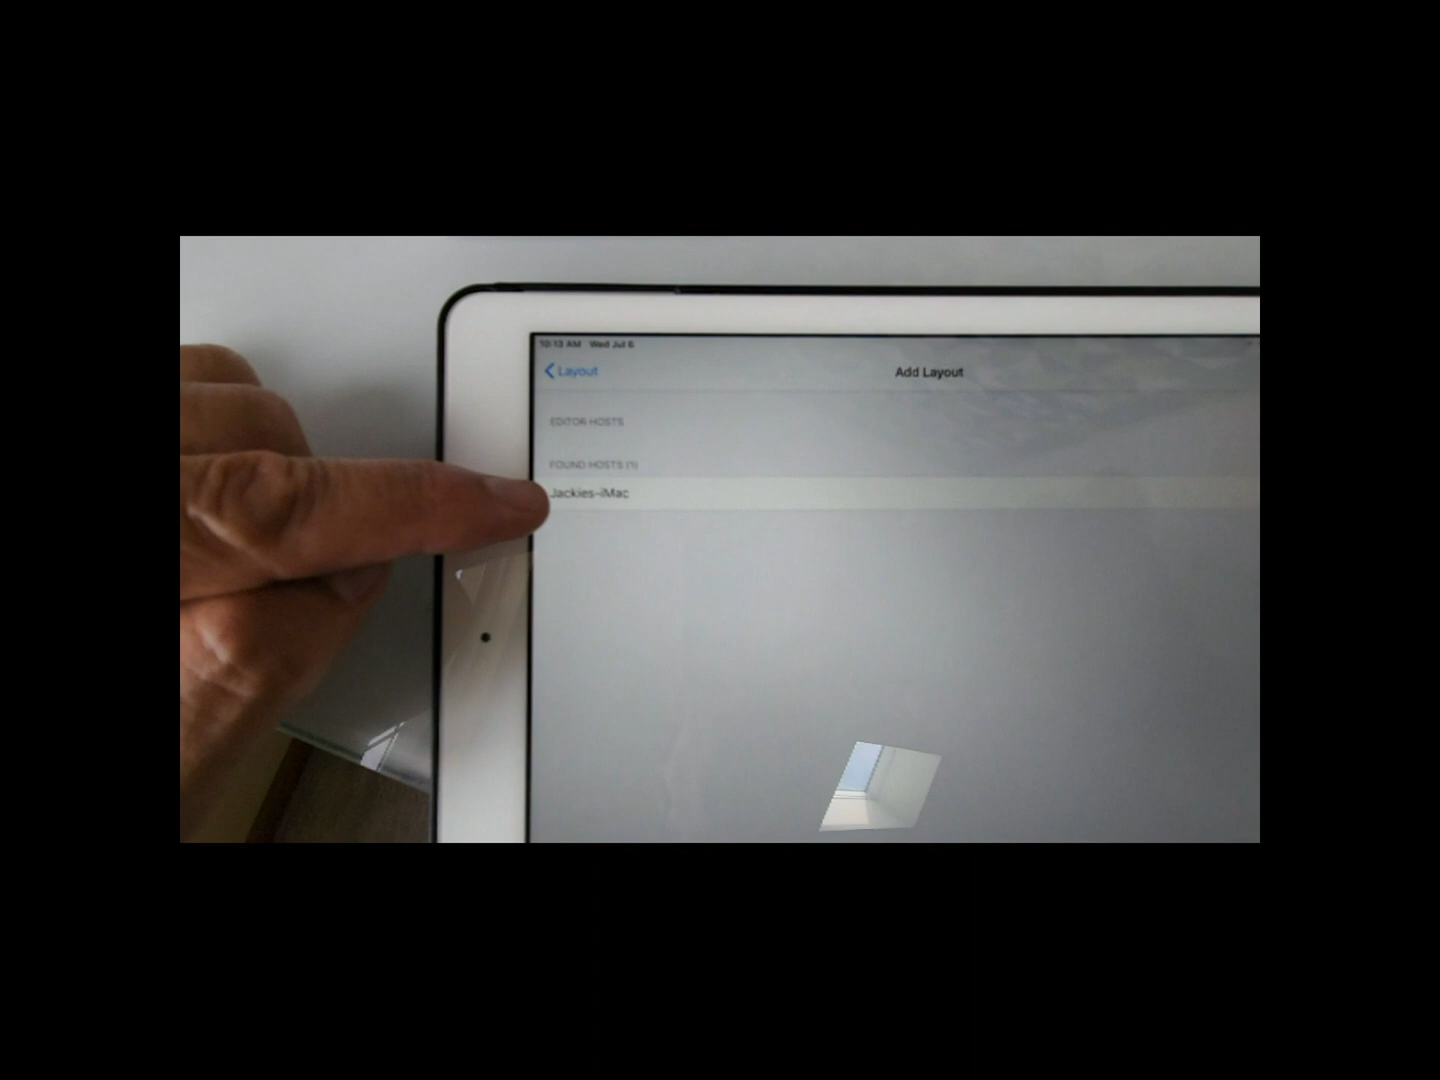 10:13 AM Wed Jul 6
Layout
Add Layout
EDITOR HOSTS
FOUND HOSTS (1)
Jackies-iMac